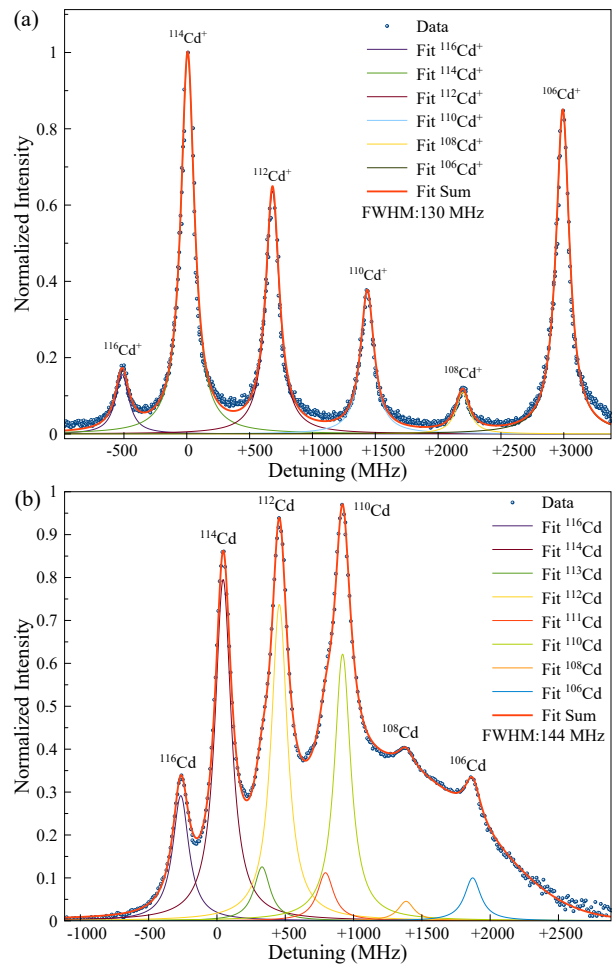 (a)
Normalized Intensity
1
0.8
0.6
0.4
0.2
0
¹¹⁶Cd⁺
¹¹⁴Cd⁺
¹¹²Cd⁺
¹¹⁰Cd⁺
¹⁰⁸Cd⁺
¹⁰⁶Cd⁺
Data
Fit ¹¹⁶Cd⁺
Fit ¹¹⁴Cd⁺
Fit ¹¹²Cd⁺
Fit ¹¹⁰Cd⁺
Fit ¹⁰⁸Cd⁺
Fit ¹⁰⁶Cd⁺
Fit Sum
FWHM:130 MHz
-500 0 +500 +1000 +1500 +2000 +2500 +3000
Detuning (MHz)
(b)
Normalized Intensity
1
0.9
0.8
0.7
0.6
0.5
0.4
0.3
0.2
0.1
0
¹¹⁶Cd
¹¹⁴Cd
¹¹²Cd
¹¹⁰Cd
¹⁰⁸Cd
¹⁰⁶Cd
Data
Fit ¹¹⁶Cd
Fit ¹¹⁴Cd
Fit ¹¹³Cd
Fit ¹¹²Cd
Fit ¹¹¹Cd
Fit ¹¹⁰Cd
Fit ¹⁰⁸Cd
Fit ¹⁰⁶Cd
Fit Sum
FWHM:144 MHz
-1000 -500 0 +500 +1000 +1500 +2000 +2500
Detuning (MHz)